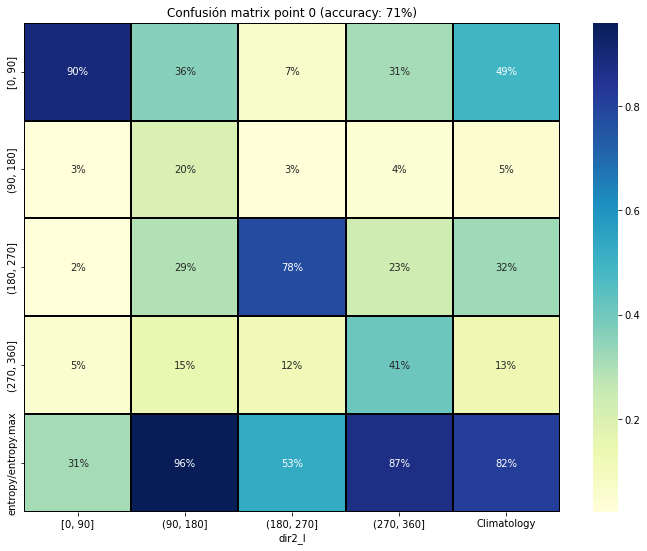 Confusión matrix point 0 (accuracy: 71%)
[0, 90] 90% 36% 7% 31% 49%
(90, 180] 3% 20% 3% 4% 5%
(180, 270] 2% 29% 78% 23% 32%
(270, 360] 5% 15% 12% 41% 13%
entropy/entropy.max 31% 96% 53% 87% 82%
[0, 90] (90, 180] (180, 270] (270, 360] Climatology
dir2_l
0.8
0.6
0.4
0.2